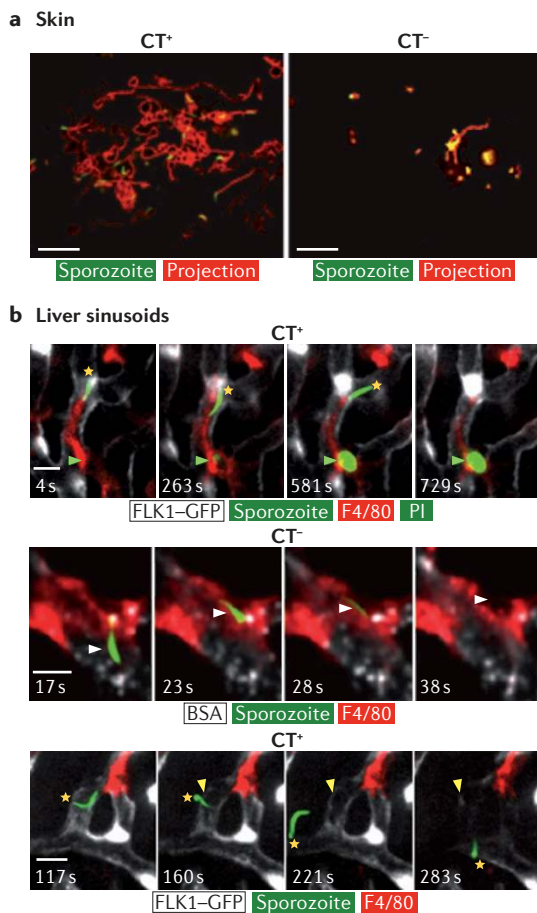 a Skin
CT⁺ CT⁻
Sporozoite Projection Sporozoite Projection
b Liver sinusoids
CT⁺
4 s 263 s 581 s 729 s
FLK1–GFP Sporozoite F4/80 PI
CT⁻
17 s 23 s 28 s 38 s
BSA Sporozoite F4/80
CT⁺
117 s 160 s 221 s 283 s
FLK1–GFP Sporozoite F4/80